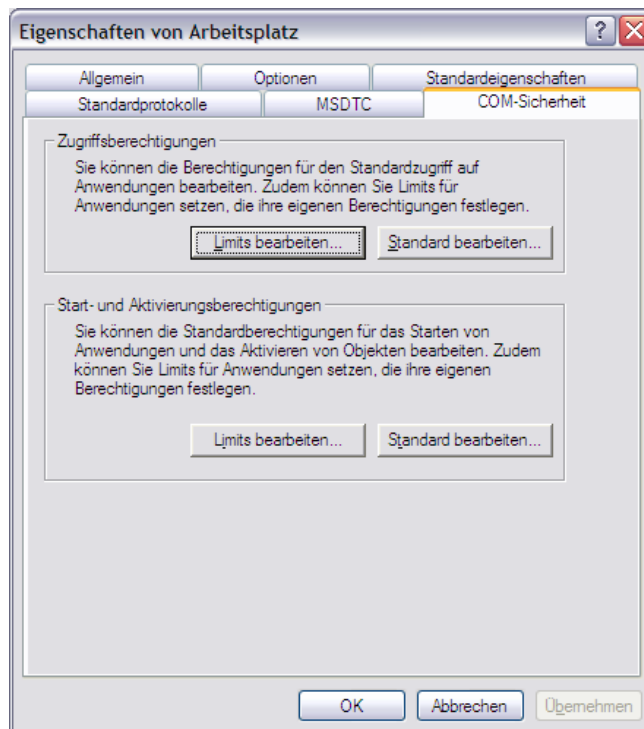 Eigenschaften von Arbeitsplatz
Allgemein
Optionen
Standardeigenschaften
Standardprotokolle
MSDTC
COM-Sicherheit
Zugriffsberechtigungen
Sie können die Berechtigungen für den Standardzugriff auf
Anwendungen bearbeiten. Zudem können Sie Limits für
Anwendungen setzen, die ihre eigenen Berechtigungen festlegen.
Limits bearbeiten...
Standard bearbeiten...
Start- und Aktivierungsberechtigungen
Sie können die Standardberechtigungen für das Starten von
Anwendungen und das Aktivieren von Objekten bearbeiten. Zudem
können Sie Limits für Anwendungen setzen, die ihre eigenen
Berechtigungen festlegen.
Limits bearbeiten...
Standard bearbeiten...
OK
Abbrechen
Übernehmen